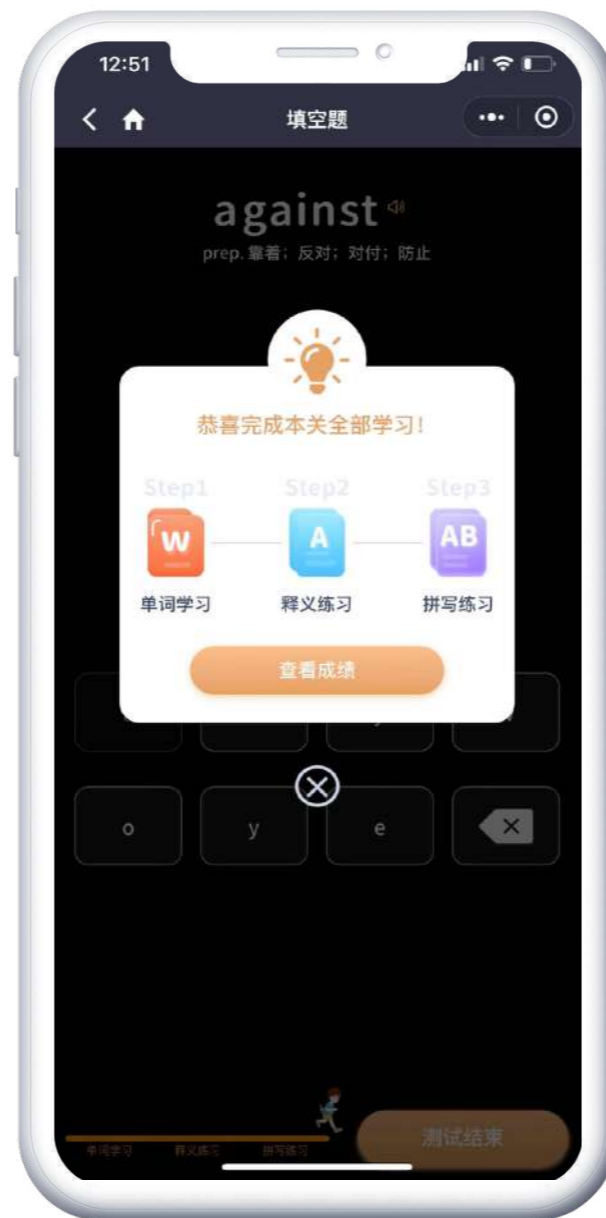 12:51
填空题
against
prep. 靠着；反对；对付；防止
恭喜完成本关全部学习！
Step1 Step2 Step3
W A AB
单词学习 释义练习 拼写练习
查看成绩
o y e
测试结束
单词学习 释义练习 拼写练习